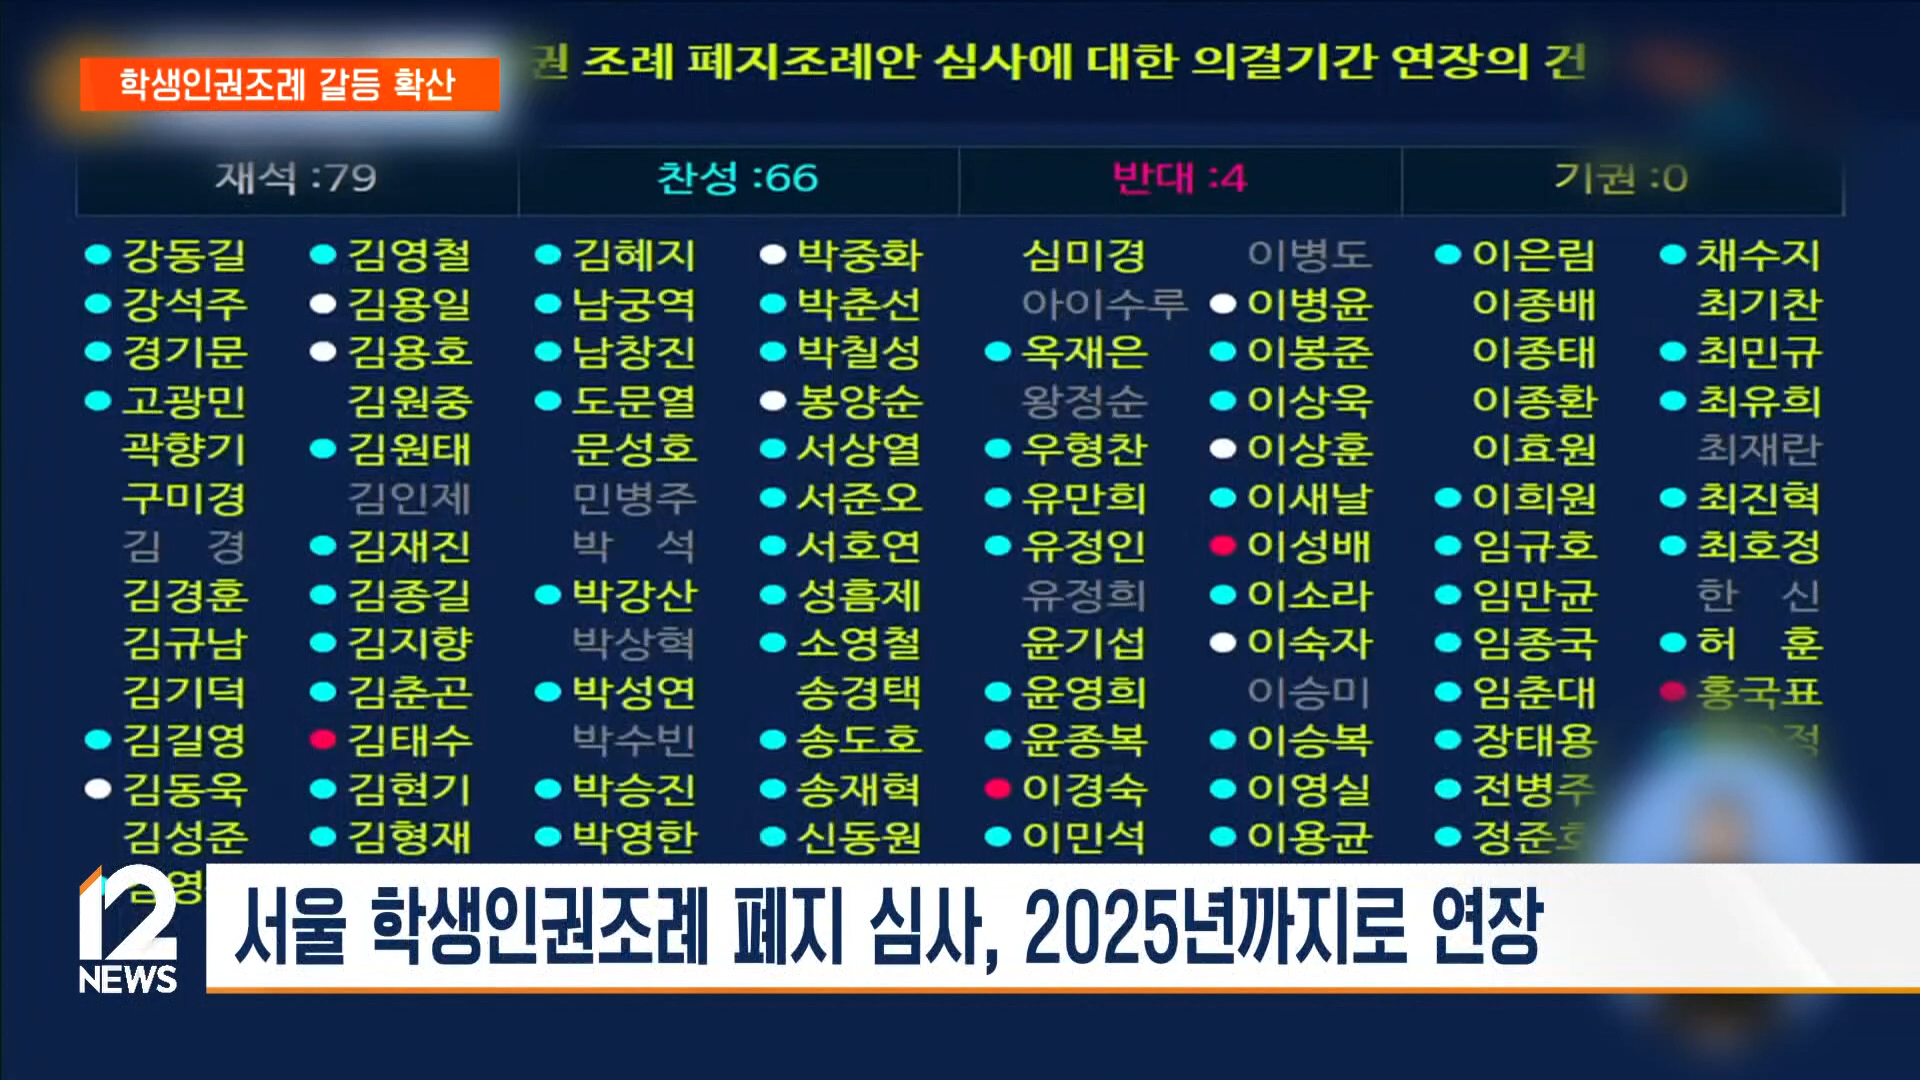 학생인권조례 갈등 확산
권 조례 폐지조례안 심사에 대한 의결기간 연장의 건
재석 :79 찬성 :66 반대 :4 기권 :0
강동길 김영철 김혜지 박중화 심미경 이병도 이은림 채수지
강석주 김용일 남궁역 박춘선 아이수루 이병윤 이종배 최기찬
경기문 김용호 남창진 박칠성 옥재은 이봉준 이종태 최민규
고광민 김원중 도문열 봉양순 왕정순 이상욱 이종환 최유희
곽향기 김원태 문성호 서상열 우형찬 이상훈 이효원 최재란
구미경 김인제 민병주 서준오 유만희 이새날 이희원 최진혁
김 경 김재진 박 석 서호연 유정인 이성배 임규호 최호정
김경훈 김종길 박강산 성흠제 유정희 이소라 임만균 한 신
김규남 김지향 박상혁 소영철 윤기섭 이숙자 임종국 허 훈
김기덕 김춘곤 박성연 송경택 윤영희 이승미 임춘대 홍국표
김길영 김태수 박수빈 송도호 윤종복 이승복 장태용
김동욱 김현기 박승진 송재혁 이경숙 이영실 전병주
김성준 김형재 박영한 신동원 이민석 이용균 정준호
12 NEWS
서울 학생인권조례 폐지 심사, 2025년까지로 연장